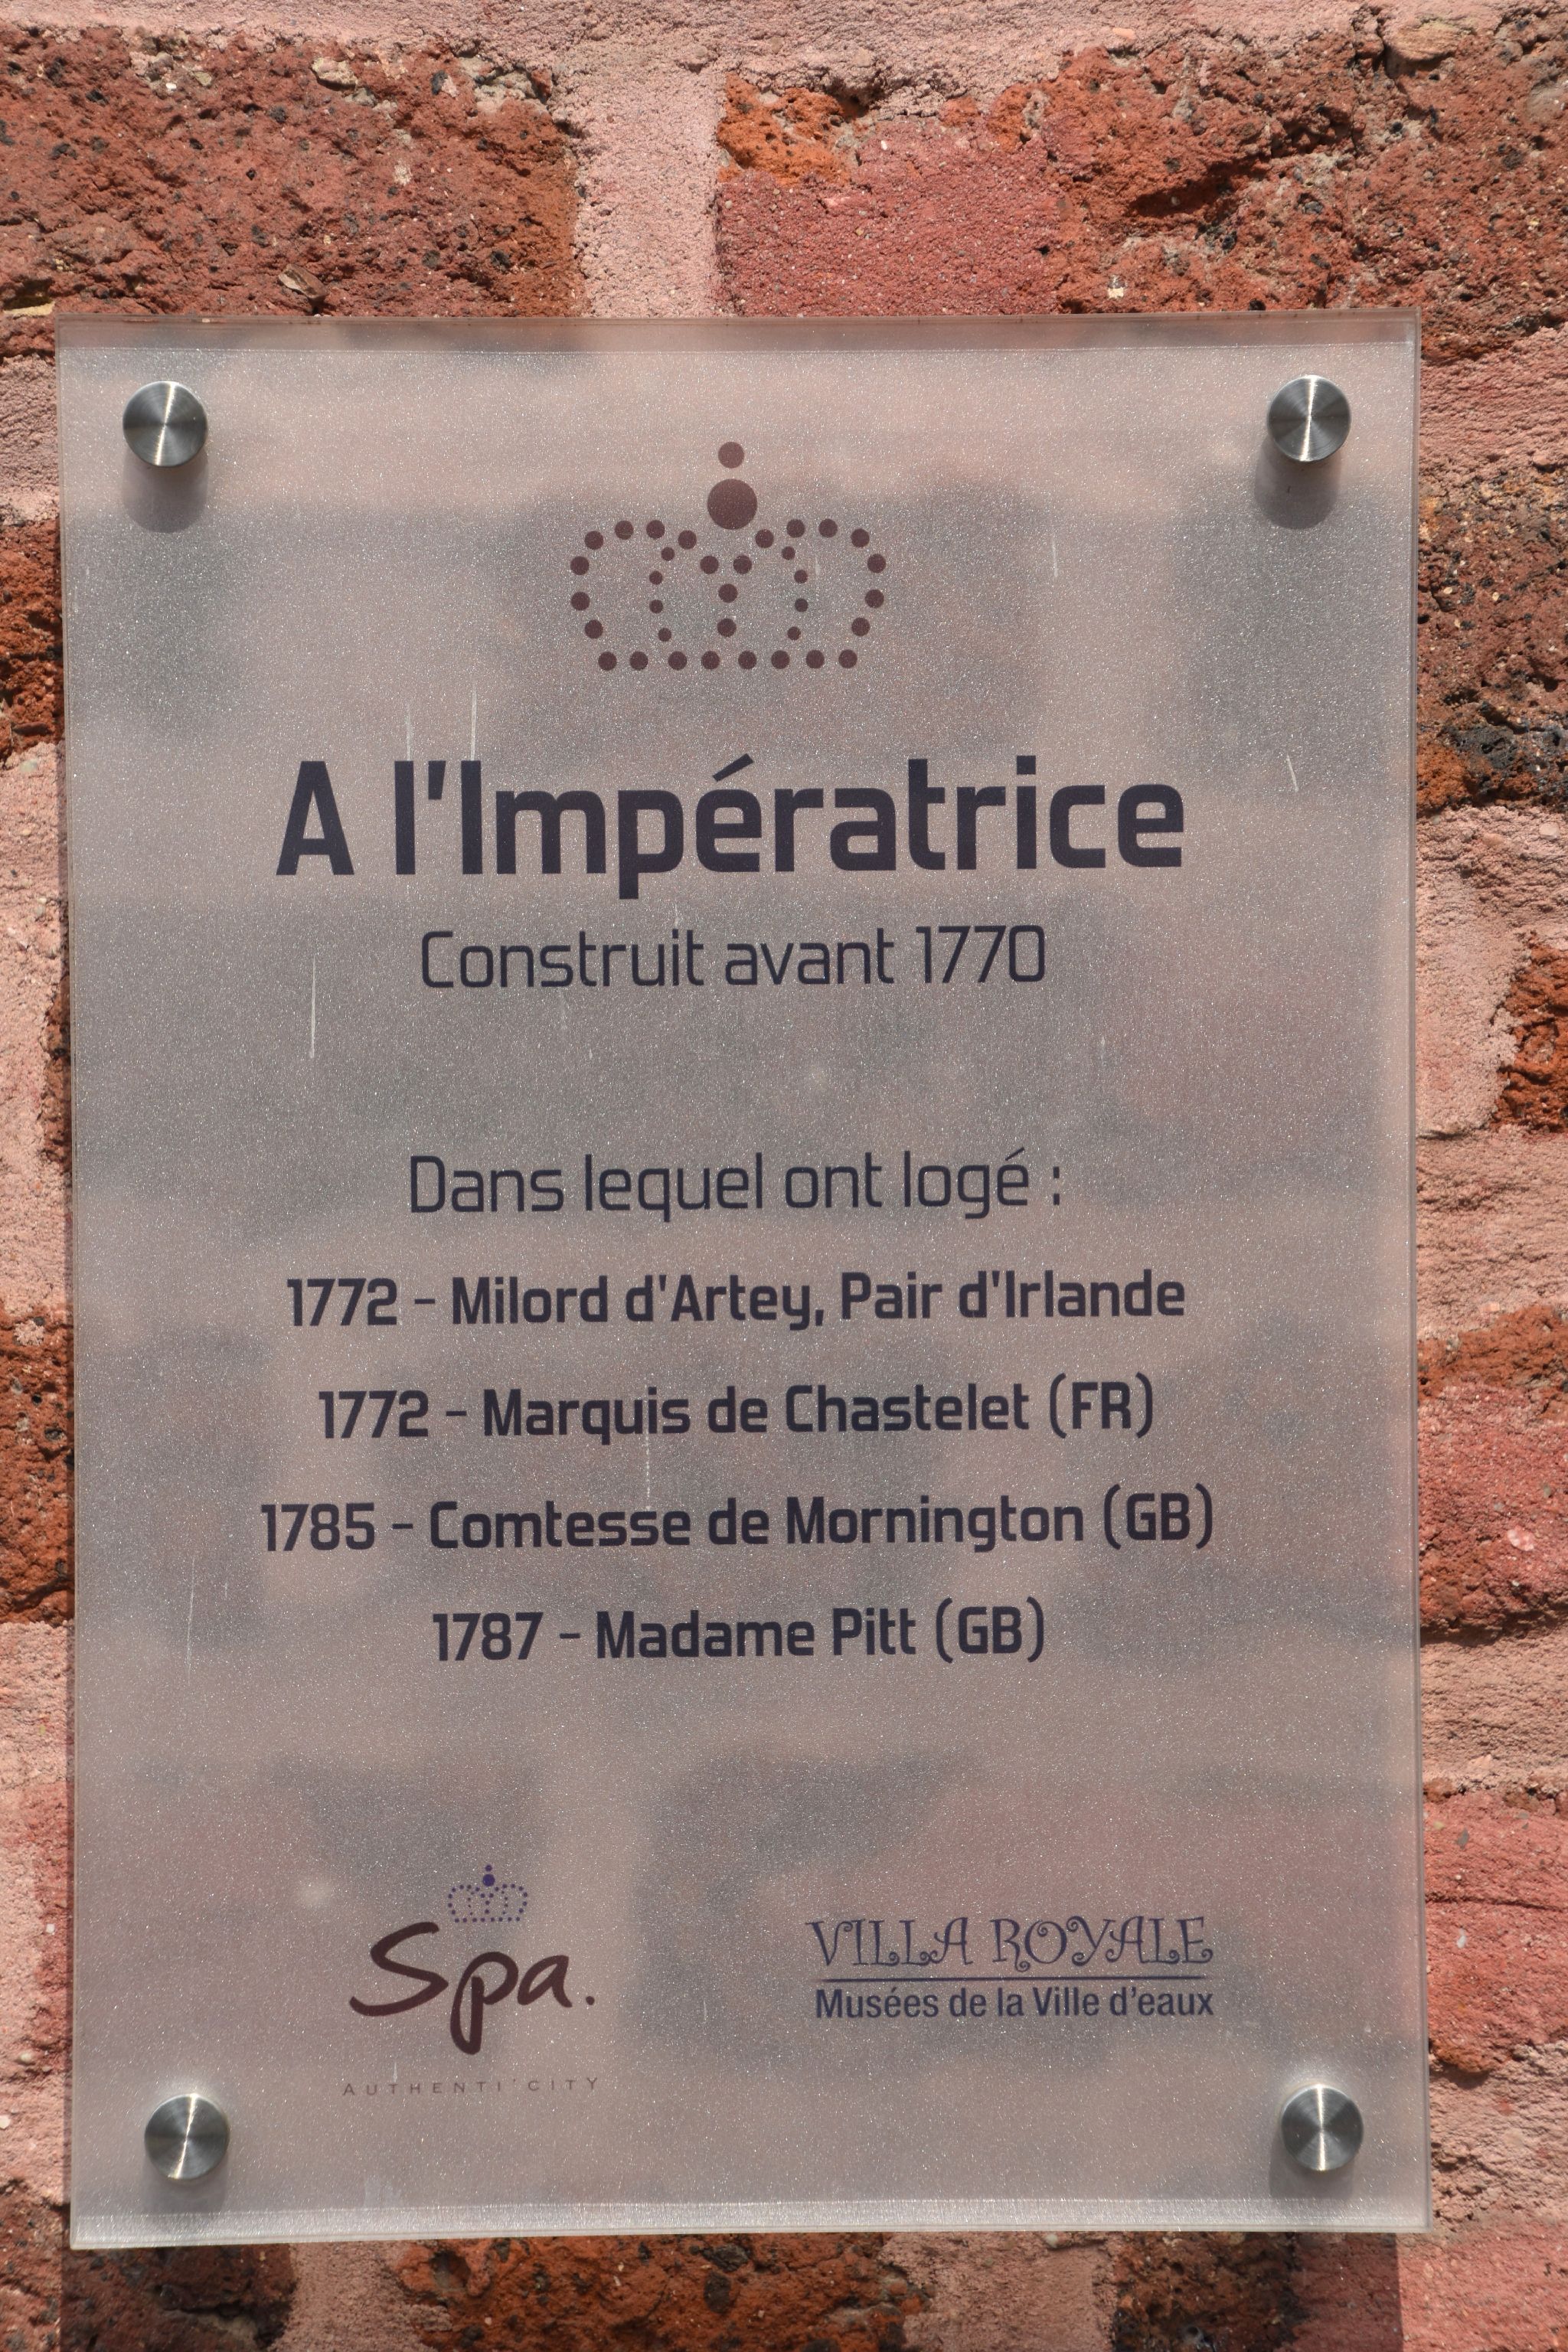 A l'Impératrice
Construit avant 1770
Dans lequel ont logé :
1772 - Milord d'Artey, Pair d'Irlande
1772 - Marquis de Chastelet (FR)
1785 - Comtesse de Mornington (GB)
1787 - Madame Pitt (GB)
Spa.
AUTHENTI'CITY
VILLA ROYALE
Musées de la Ville d'eaux